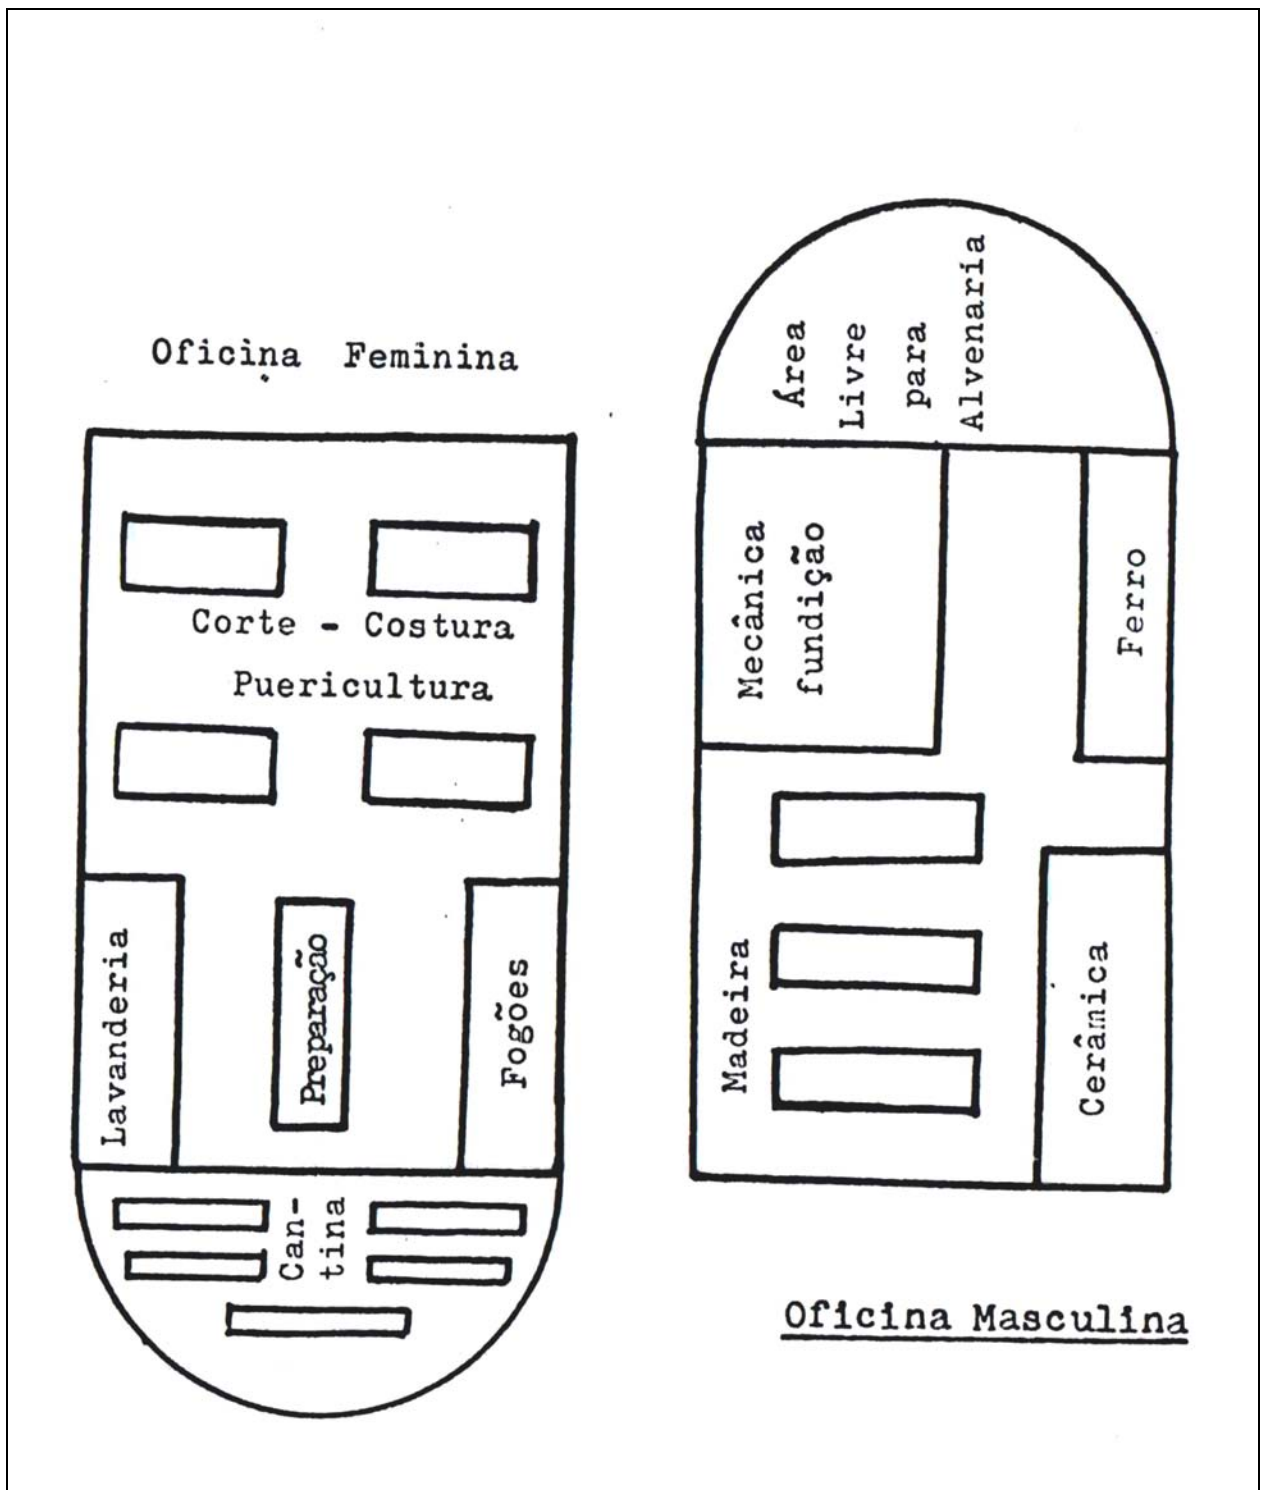 Oficina Feminina
Corte - Costura
Puericultura
Lavanderia
Preparação
Fogões
Can-
tina
Área
Livre
para
Alvenaria
Mecânica
fundição
Ferro
Madeira
Cerâmica
Oficina Masculina